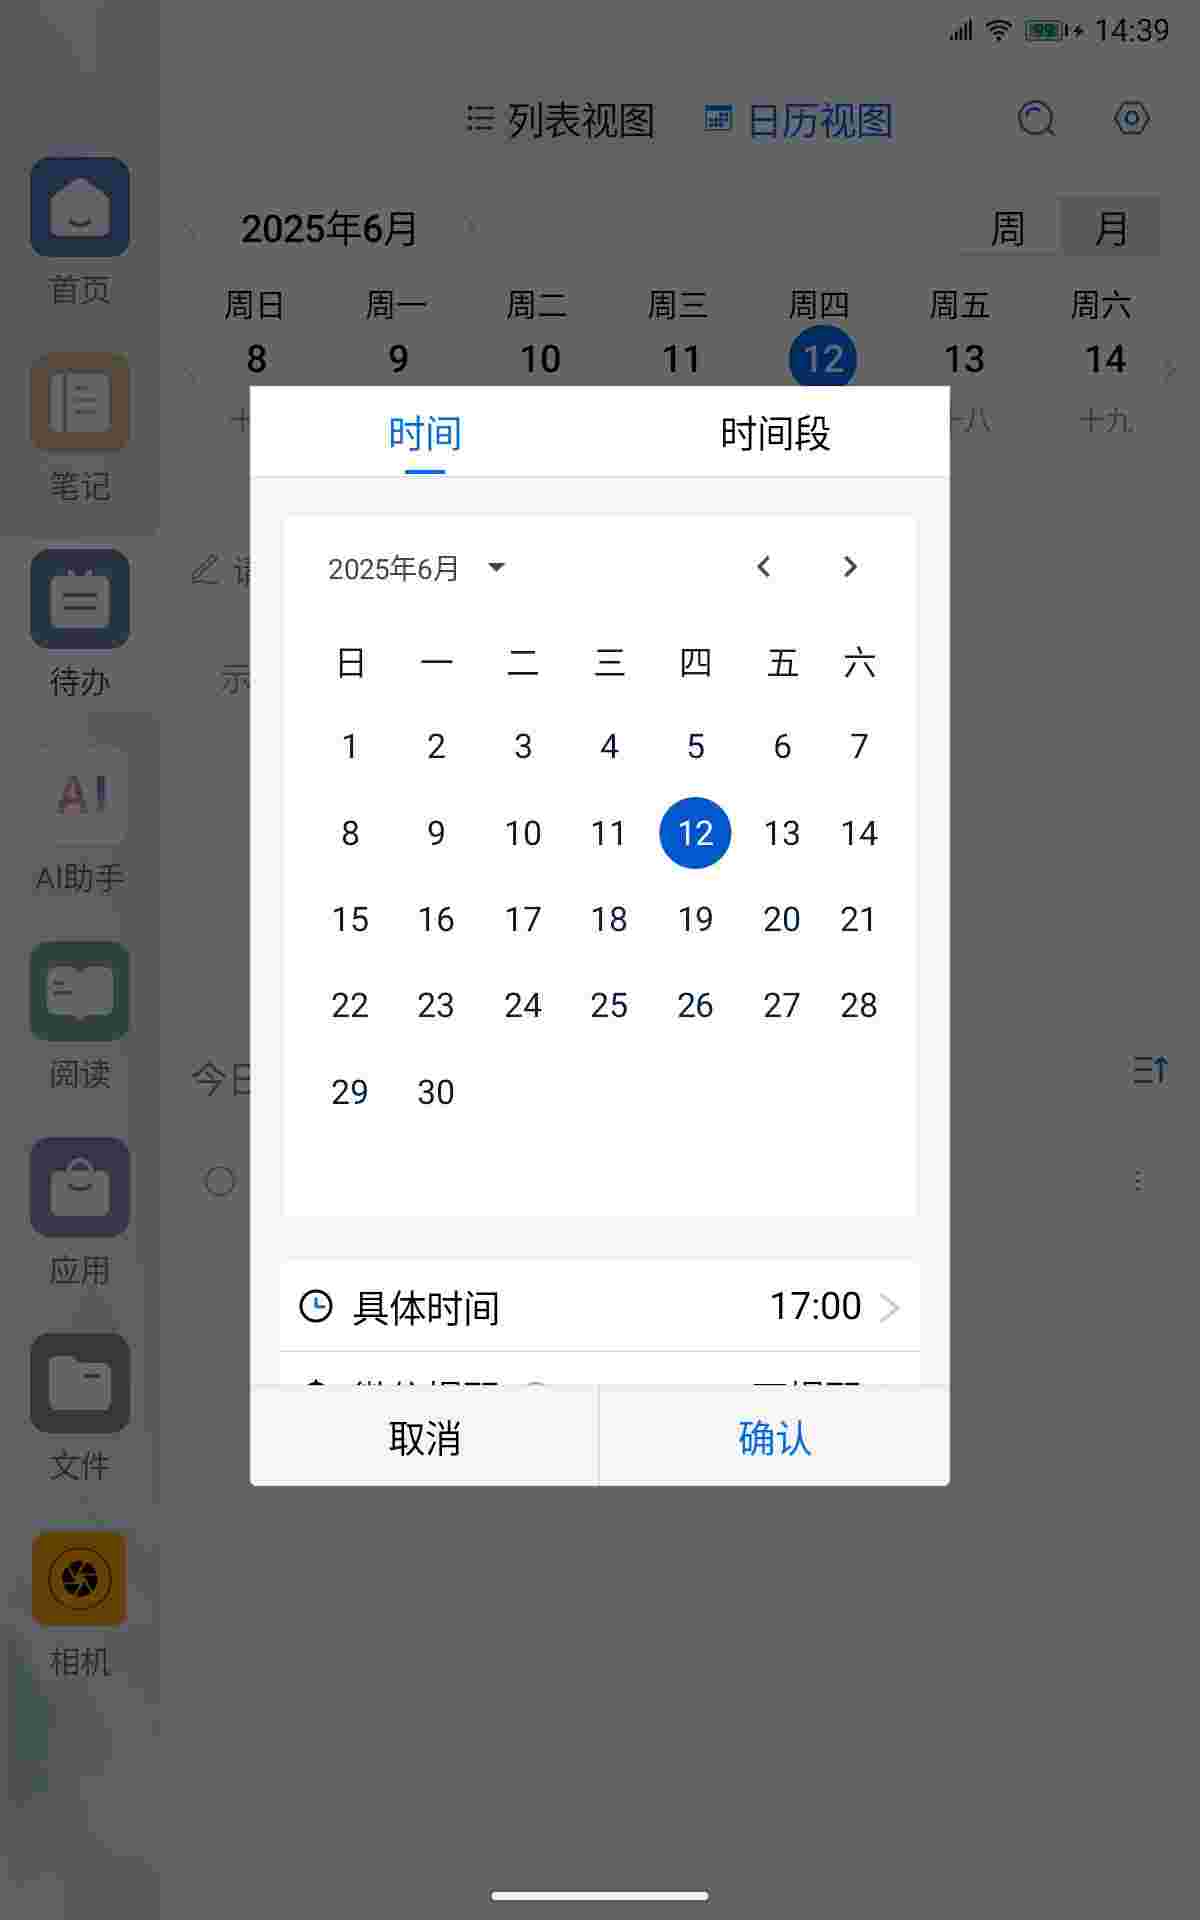 14:39
99
列表视图 日历视图
2025年6月 周 月
周日 周一 周二 周三 周四 周五 周六
8 9 10 11 12 13 14
十八 十九
时间 时间段
2025年6月
日 一 二 三 四 五 六
1 2 3 4 5 6 7
8 9 10 11 12 13 14
15 16 17 18 19 20 21
22 23 24 25 26 27 28
29 30
具体时间 17:00
取消 确认
请
示
今日
首页
笔记
待办
AI
AI助手
阅读
应用
文件
相机